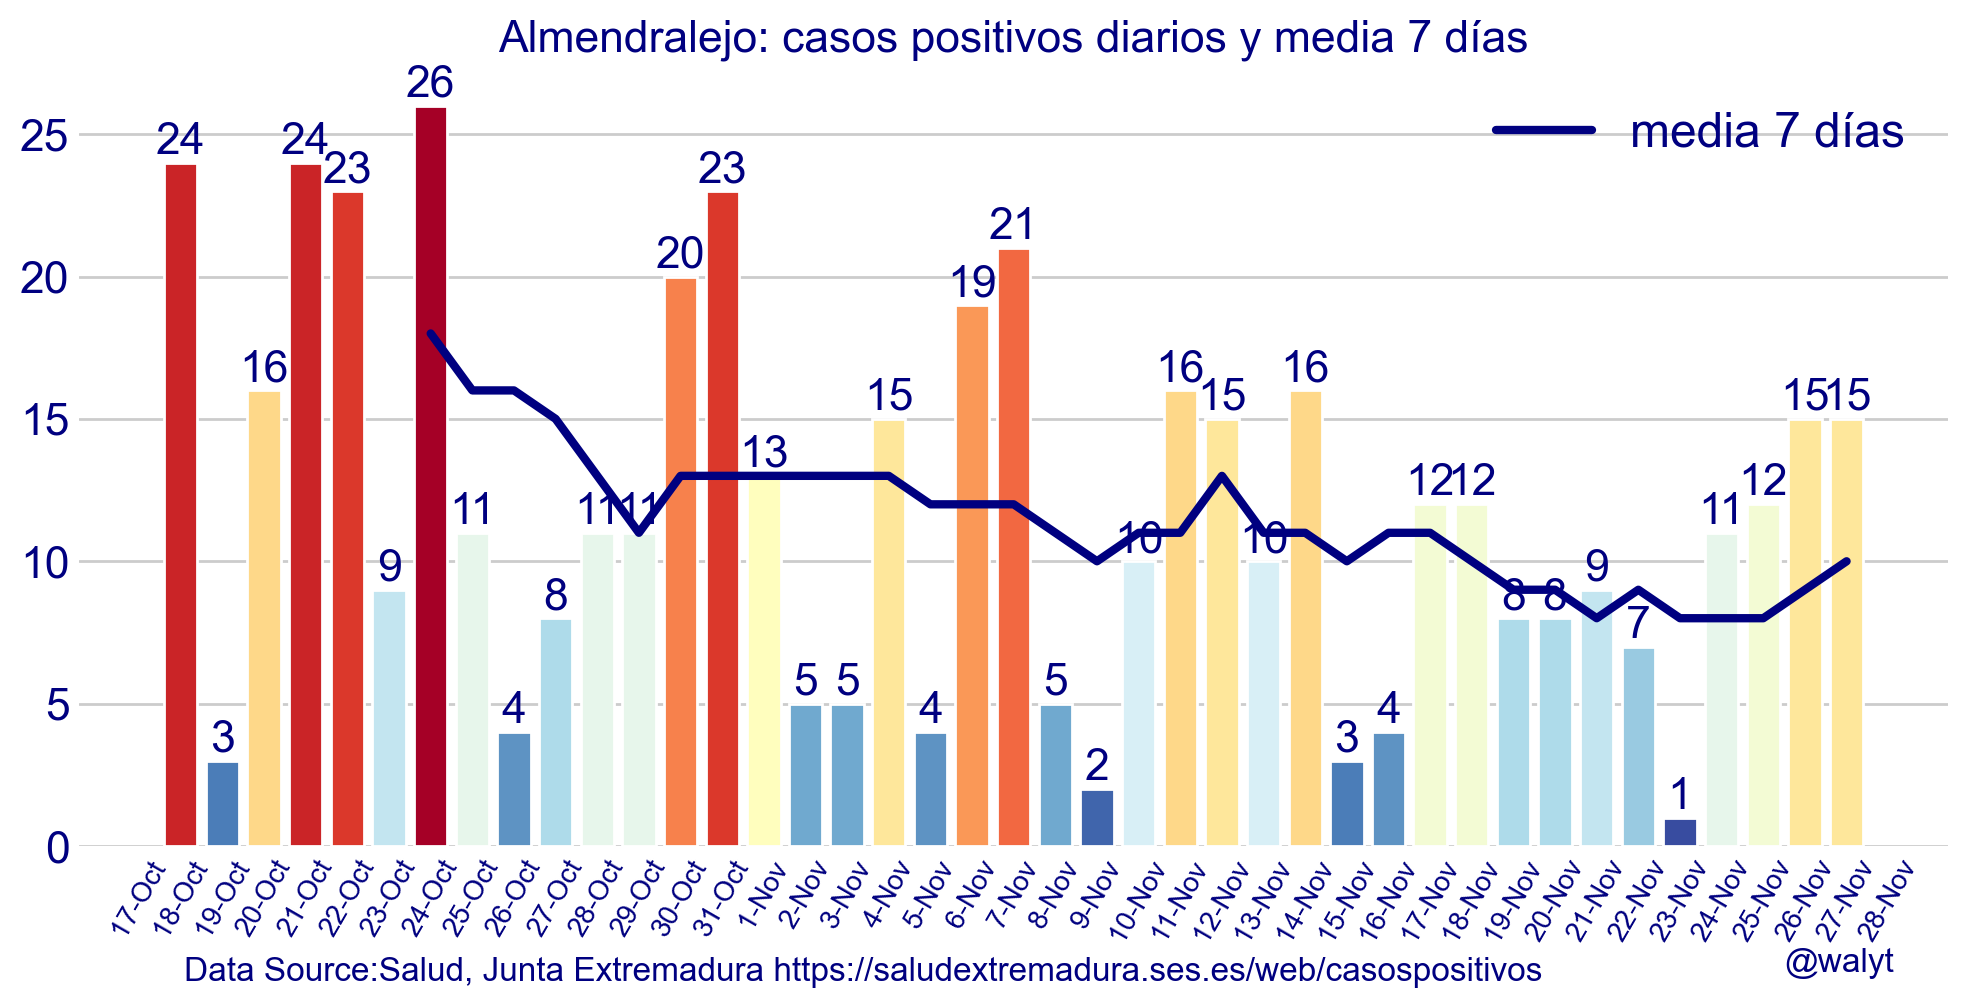 Almendralejo: casos positivos diarios y media 7 días
media 7 días
25
20
15
10
5
0
24
3
16
24
23
9
26
11
4
8
11
11
20
23
13
5
5
15
4
19
21
5
2
10
16
15
10
16
3
4
12
12
8
8
9
7
1
11
12
15
15
17-Oct
18-Oct
19-Oct
20-Oct
21-Oct
22-Oct
23-Oct
24-Oct
25-Oct
26-Oct
27-Oct
28-Oct
29-Oct
30-Oct
31-Oct
1-Nov
2-Nov
3-Nov
4-Nov
5-Nov
6-Nov
7-Nov
8-Nov
9-Nov
10-Nov
11-Nov
12-Nov
13-Nov
14-Nov
15-Nov
16-Nov
17-Nov
18-Nov
19-Nov
20-Nov
21-Nov
22-Nov
23-Nov
24-Nov
25-Nov
26-Nov
27-Nov
28-Nov
Data Source:Salud, Junta Extremadura https://saludextremadura.ses.es/web/casospositivos
@walyt